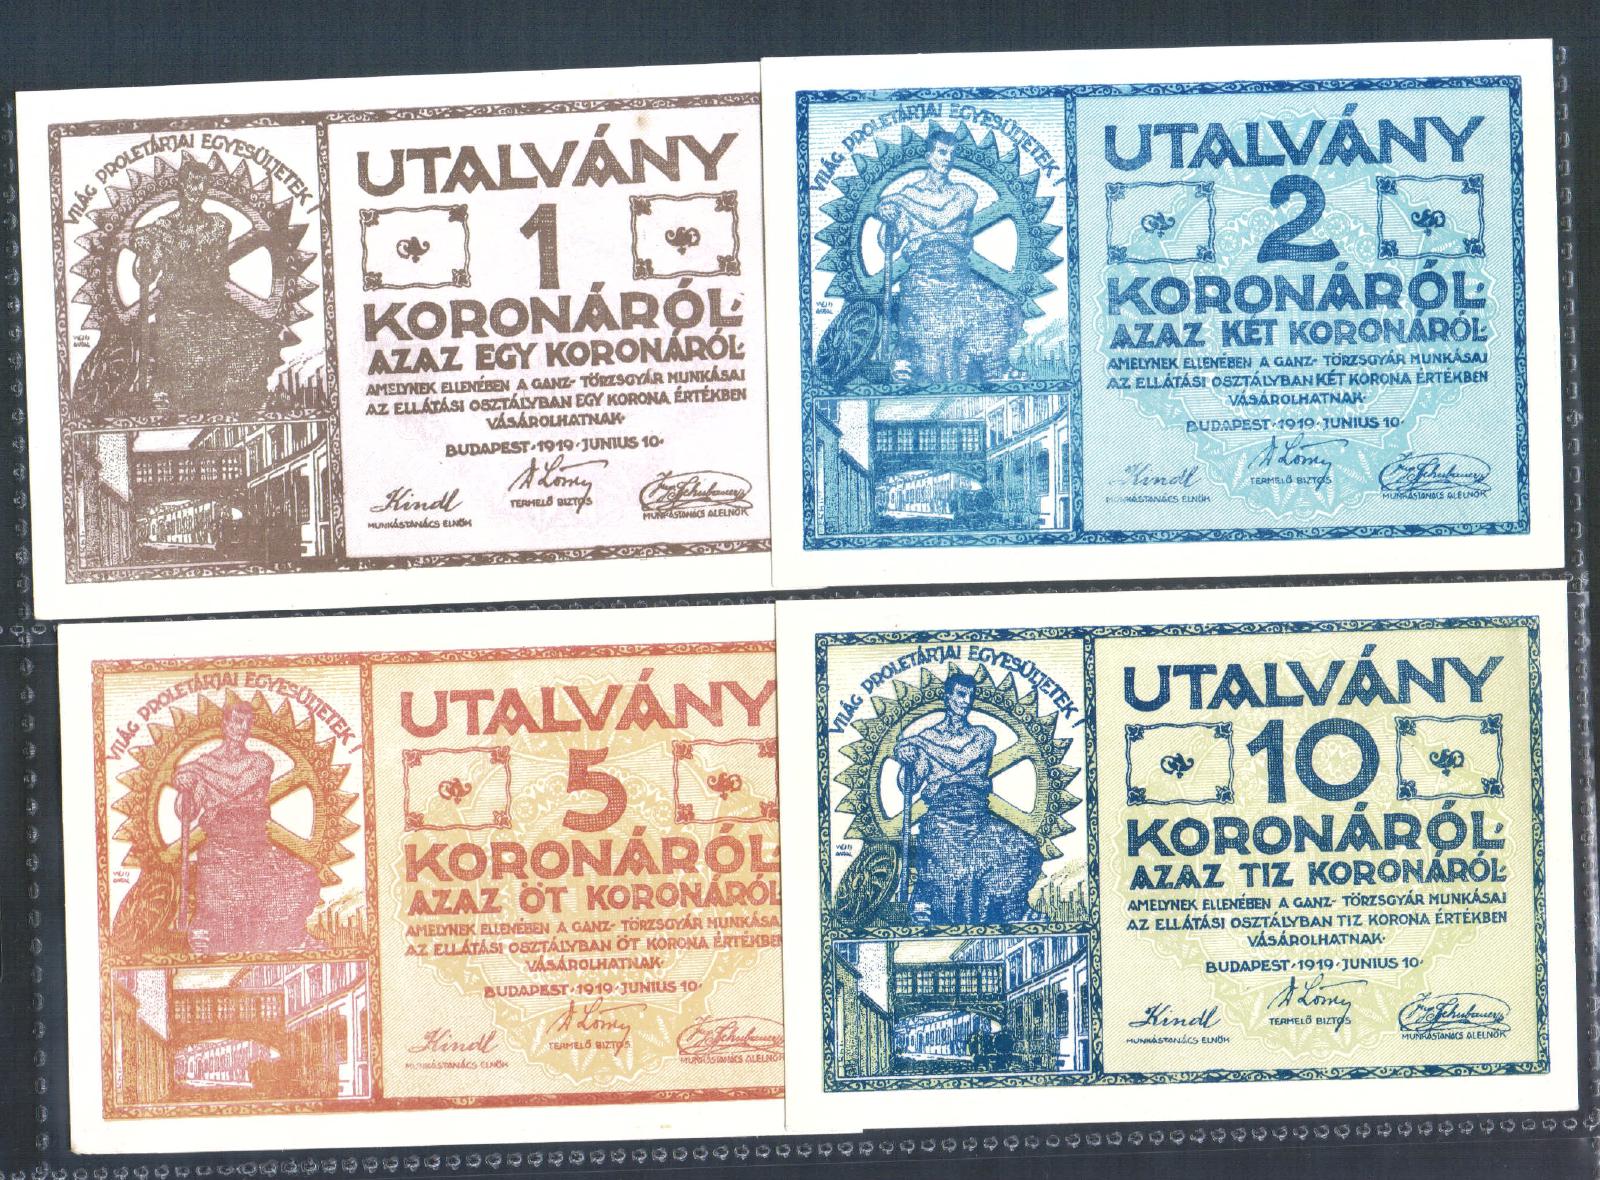 VILÁG PROLETÁRJAI EGYESÜLJETEK!
UTALVÁNY
1
KORONÁRÓL·
AZAZ EGY KORONÁRÓL·
AMELYNEK ELLENÉBEN A GANZ- TÖRZSGYÁR MUNKÁSAI
AZ ELLÁTÁSI OSZTÁLYBAN EGY KORONA ÉRTÉKBEN
VÁSÁROLHATNAK·
BUDAPEST·1919·JUNIUS 10·
Kindl
MUNKÁSTANÁCS ELNÖK
TERMELŐ BIZTOS
MUNKÁSTANÁCS ALELNÖK
VILÁG PROLETÁRJAI EGYESÜLJETEK!
UTALVÁNY
2
KORONÁRÓL·
AZAZ KÉT KORONÁRÓL·
AMELYNEK ELLENÉBEN A GANZ- TÖRZSGYÁR MUNKÁSAI
AZ ELLÁTÁSI OSZTÁLYBAN KÉT KORONA ÉRTÉKBEN
VÁSÁROLHATNAK·
BUDAPEST·1919·JUNIUS 10·
Kindl
MUNKÁSTANÁCS ELNÖK
TERMELŐ BIZTOS
MUNKÁSTANÁCS ALELNÖK
VILÁG PROLETÁRJAI EGYESÜLJETEK!
UTALVÁNY
5
KORONÁRÓL
AZAZ ÖT KORONÁRÓL
AMELYNEK ELLENÉBEN A GANZ- TÖRZSGYÁR MUNKÁSA
AZ ELLÁTÁSI OSZTÁLYBAN ÖT KORONA ÉRTÉKBEN
VÁSÁROLHATNAK·
BUDAPEST·1919·JUNIUS 10·
Kindl
MUNKÁSTANÁCS ELNÖK
TERMELŐ BIZTOS
MUNKÁSTANÁCS ALELNÖK
VILÁG PROLETÁRJAI EGYESÜLJETEK!
UTALVÁNY
10
KORONÁRÓL·
AZAZ TIZ KORONÁRÓL·
AMELYNEK ELLENÉBEN A GANZ- TÖRZSGYÁR MUNKÁSAI
AZ ELLÁTÁSI OSZTÁLYBAN TIZ KORONA ÉRTÉKBEN
VÁSÁROLHATNAK·
BUDAPEST·1919·JUNIUS 10·
Kindl
MUNKÁSTANÁCS ELNÖK
TERMELŐ BIZTOS
MUNKÁSTANÁCS ALELNÖK